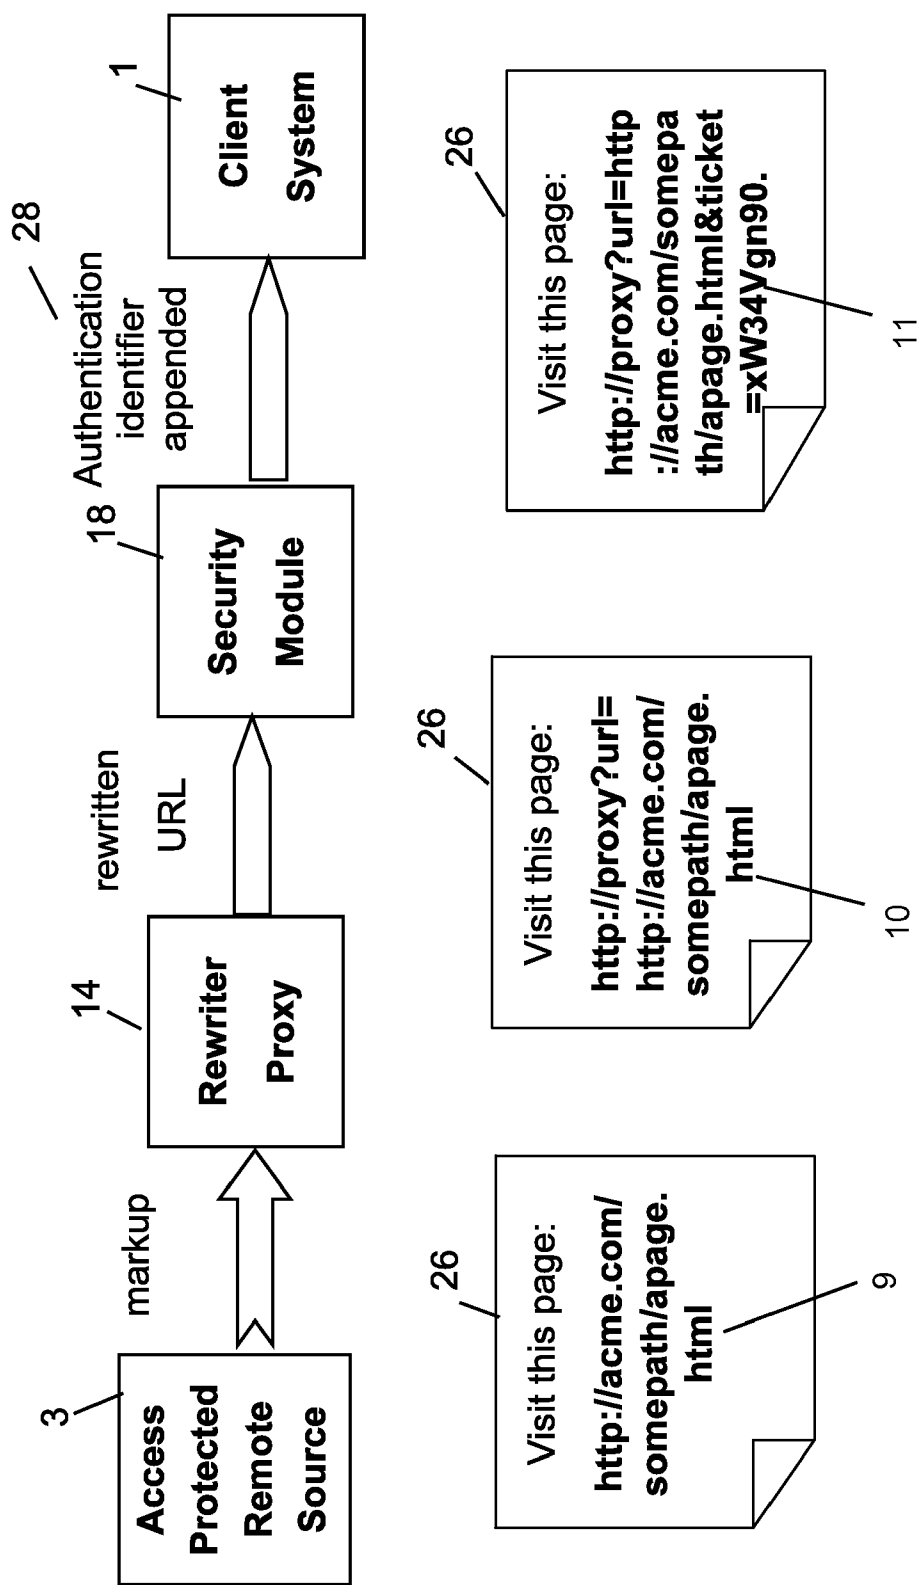 3
Access
Protected
Remote
Source
markup
14
Rewriter
Proxy
rewritten
URL
18
Security
Module
28
Authentication
identifier
appended
1
Client
System
26
Visit this page:
http://acme.com/
somepath/apage.
html
9
26
Visit this page:
http://proxy?url=
http://acme.com/
somepath/apage.
html
10
26
Visit this page:
http://proxy?url=http
://acme.com/somepa
th/apage.html&ticket
=xW34Vgn90.
11